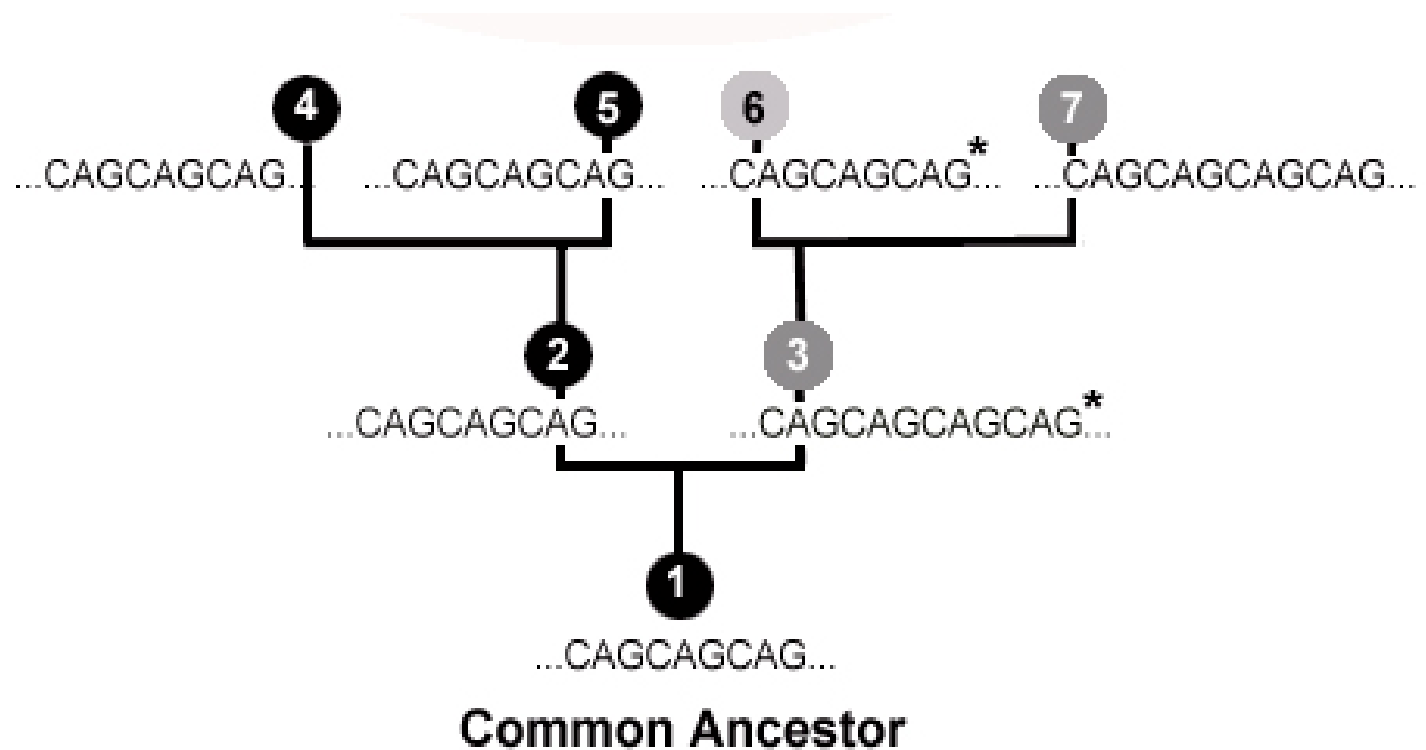 4 5 6 7
...CAGCAGCAG... ...CAGCAGCAG... ...CAGCAGCAG*... ...CAGCAGCAGCAG...
2 3
...CAGCAGCAG... ...CAGCAGCAGCAG*...
1
...CAGCAGCAG...
Common Ancestor